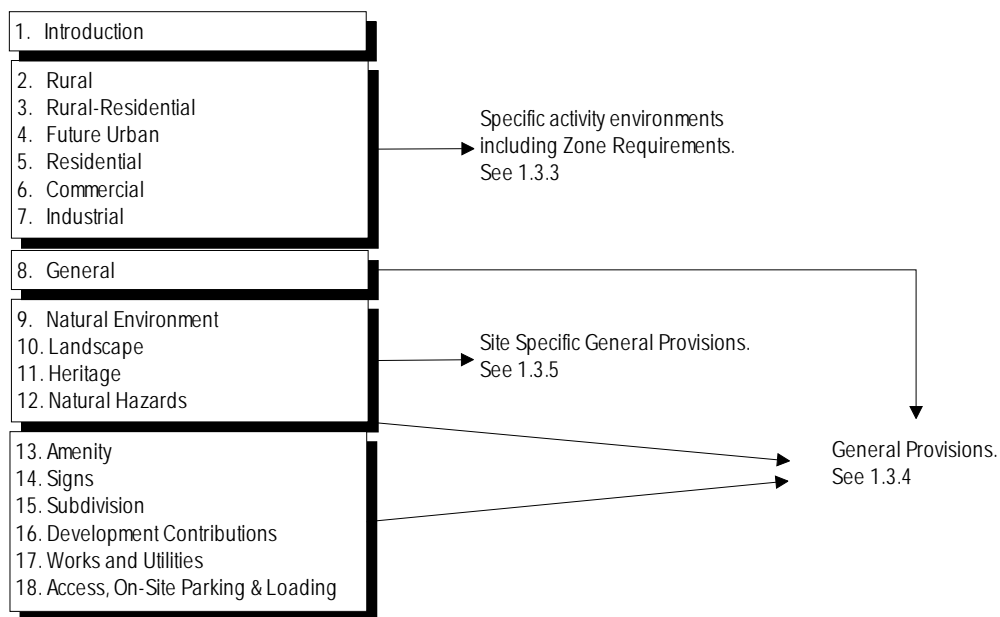 1. Introduction
2. Rural
3. Rural-Residential
4. Future Urban
5. Residential
6. Commercial
7. Industrial
Specific activity environments
including Zone Requirements.
See 1.3.3
8. General
9. Natural Environment
10. Landscape
11. Heritage
12. Natural Hazards
Site Specific General Provisions.
See 1.3.5
13. Amenity
14. Signs
15. Subdivision
16. Development Contributions
17. Works and Utilities
18. Access, On-Site Parking & Loading
General Provisions.
See 1.3.4